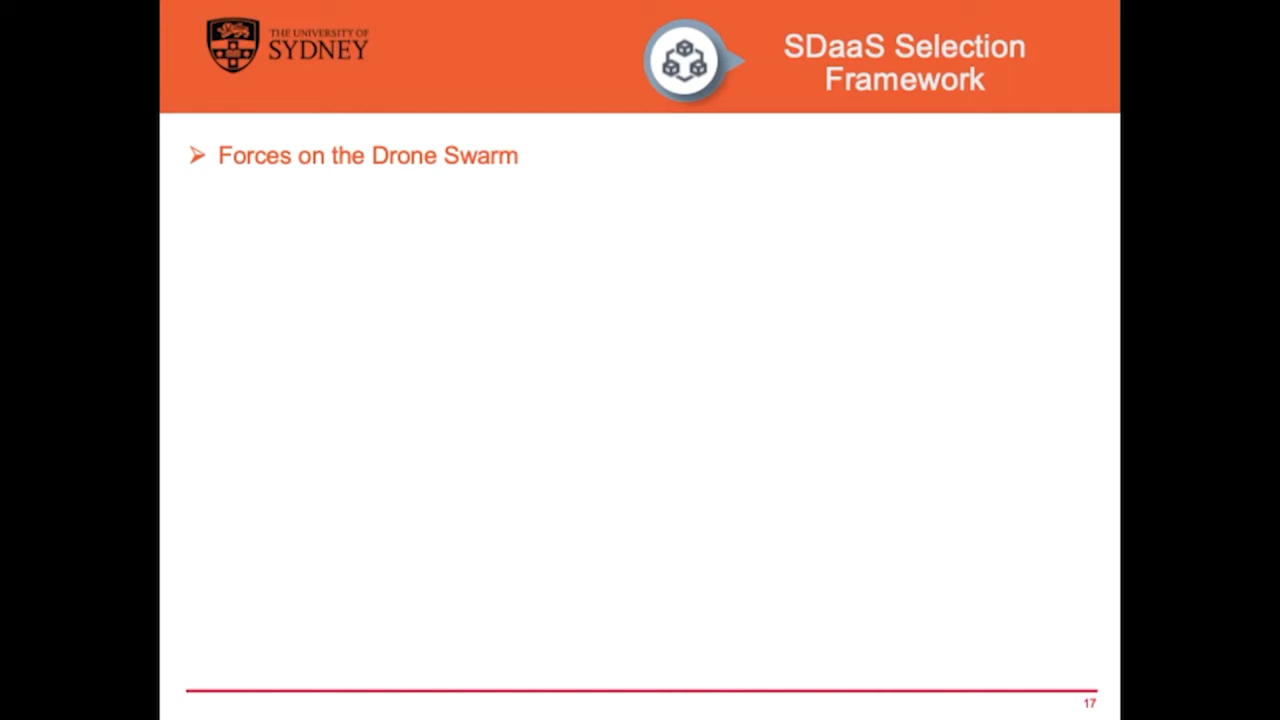 THE UNIVERSITY OF
SYDNEY
SDaaS Selection
Framework
Forces on the Drone Swarm
17